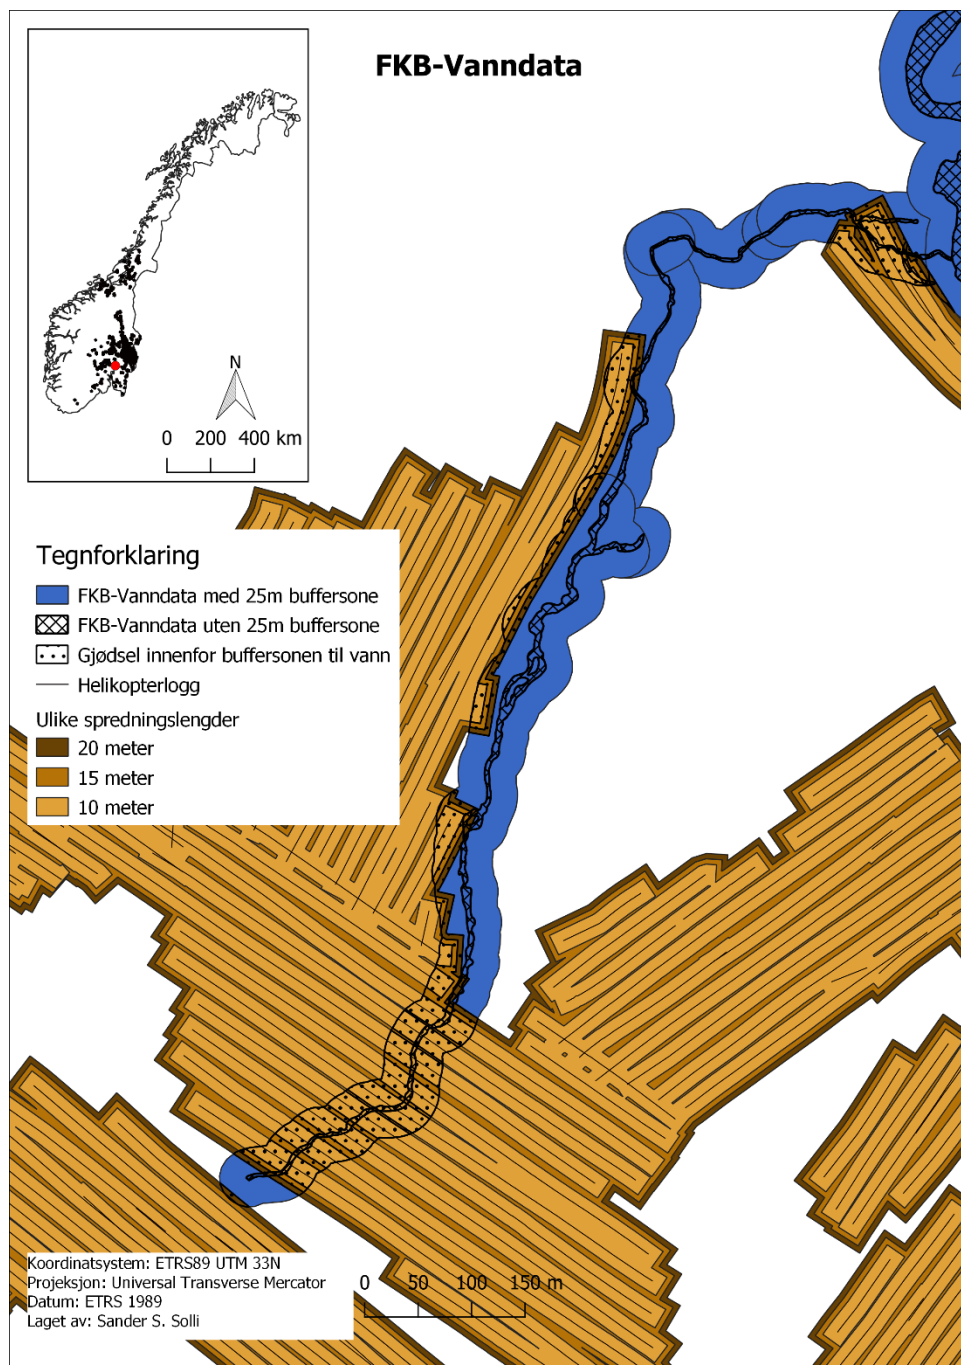 FKB-Vanndata
N
0 200 400 km
Tegnforklaring
FKB-Vanndata med 25m buffersone
FKB-Vanndata uten 25m buffersone
Gjødsel innenfor buffersonen til vann
Helikopterlogg
Ulike spredningslengder
20 meter
15 meter
10 meter
Koordinatsystem: ETRS89 UTM 33N
Projeksjon: Universal Transverse Mercator
Datum: ETRS 1989
Laget av: Sander S. Solli
0 50 100 150 m